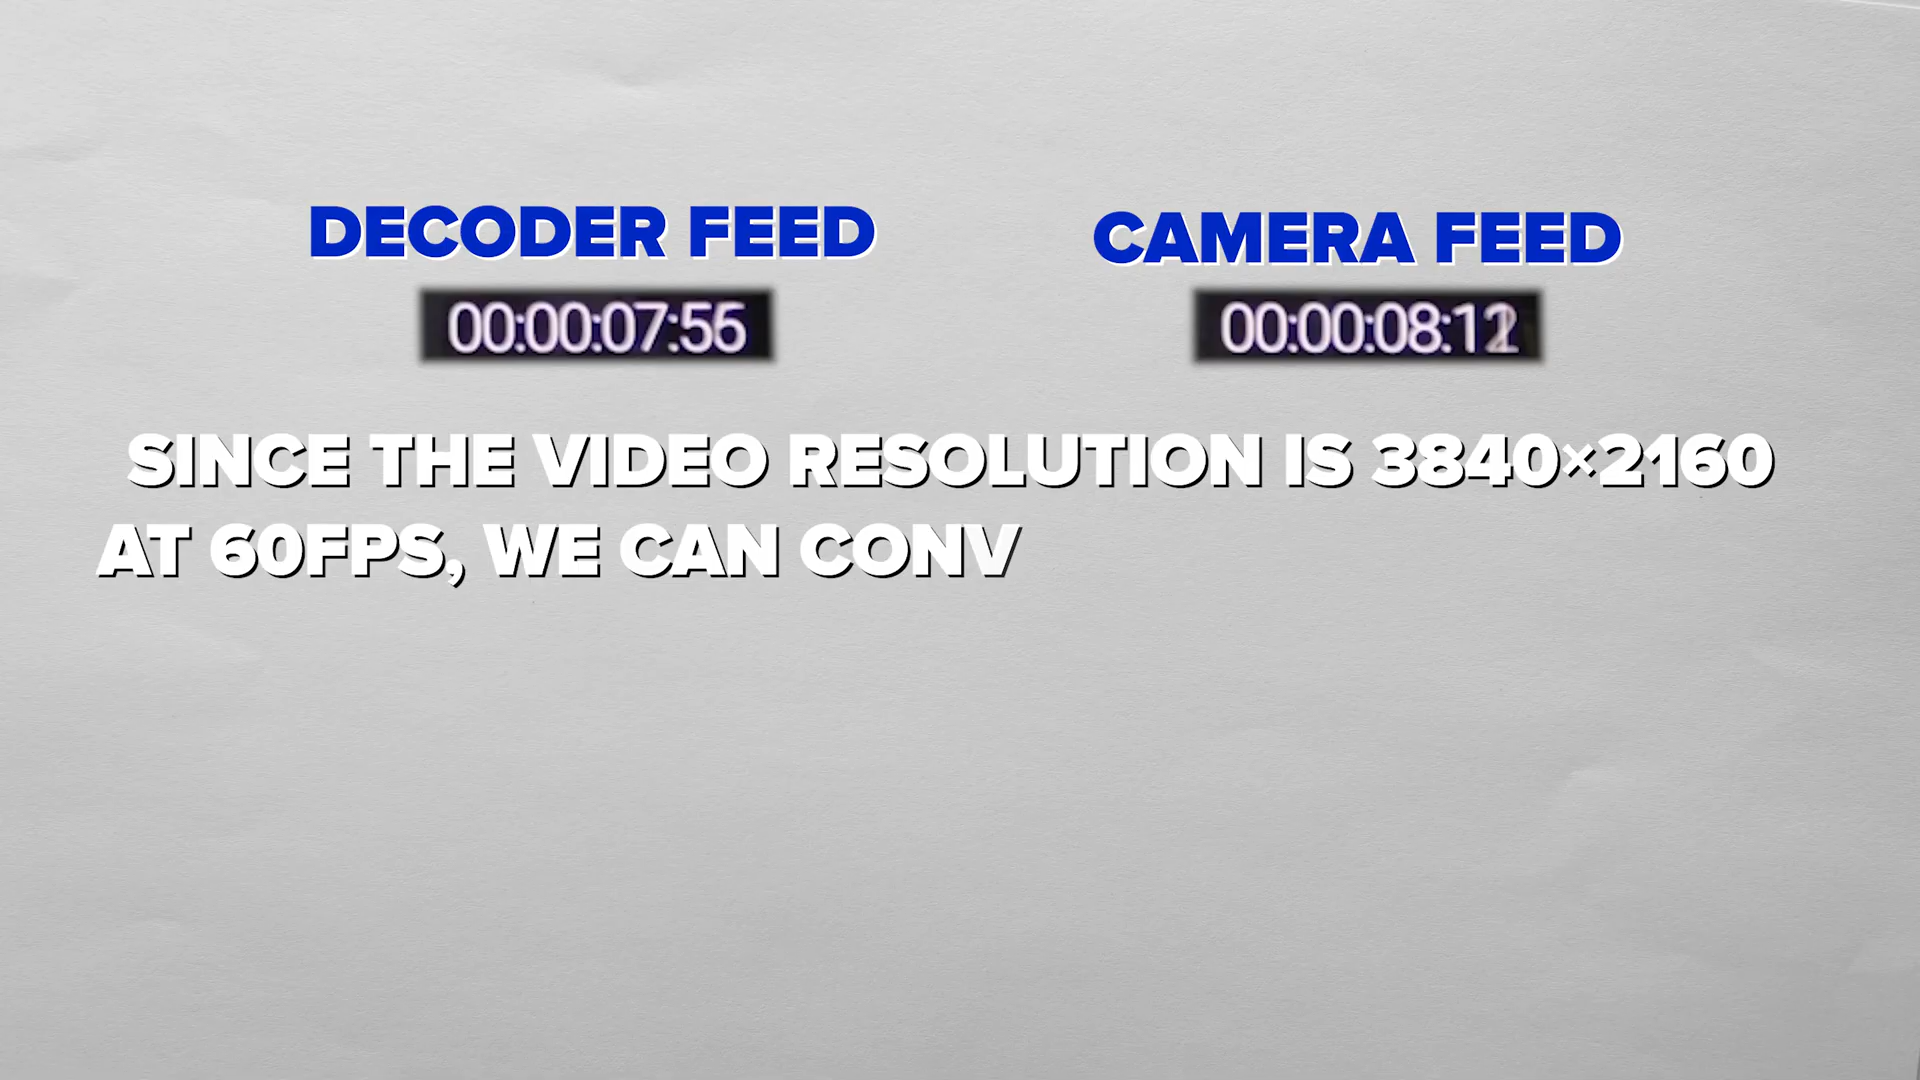 DECODER FEED
CAMERA FEED
00:00:07:55
00:00:08:12
SINCE THE VIDEO RESOLUTION IS 3840×2160
AT 60FPS, WE CAN CONV